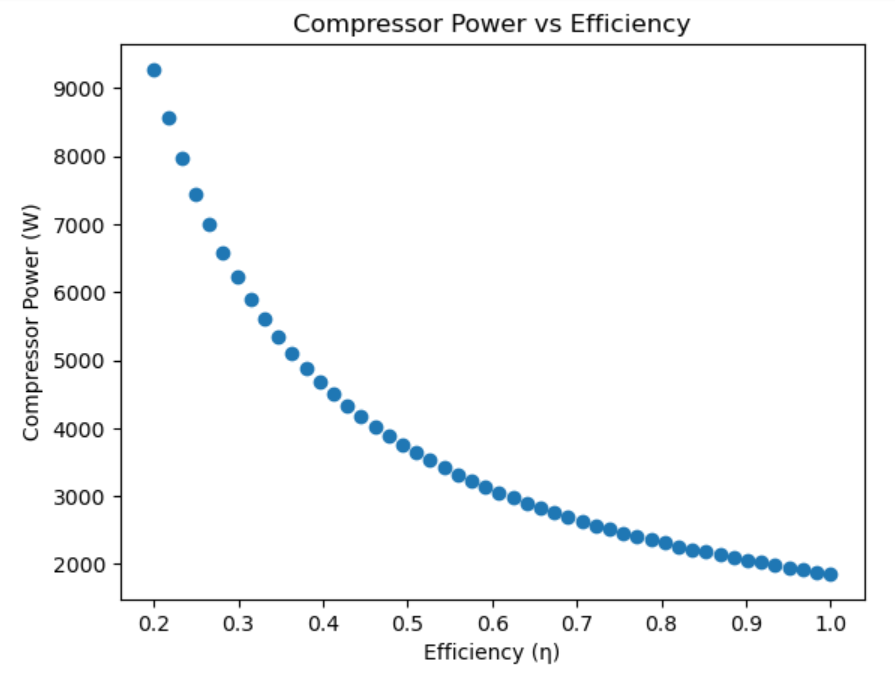 Compressor Power vs Efficiency
Compressor Power (W)
9000
8000
7000
6000
5000
4000
3000
2000
0.2 0.3 0.4 0.5 0.6 0.7 0.8 0.9 1.0
Efficiency (η)